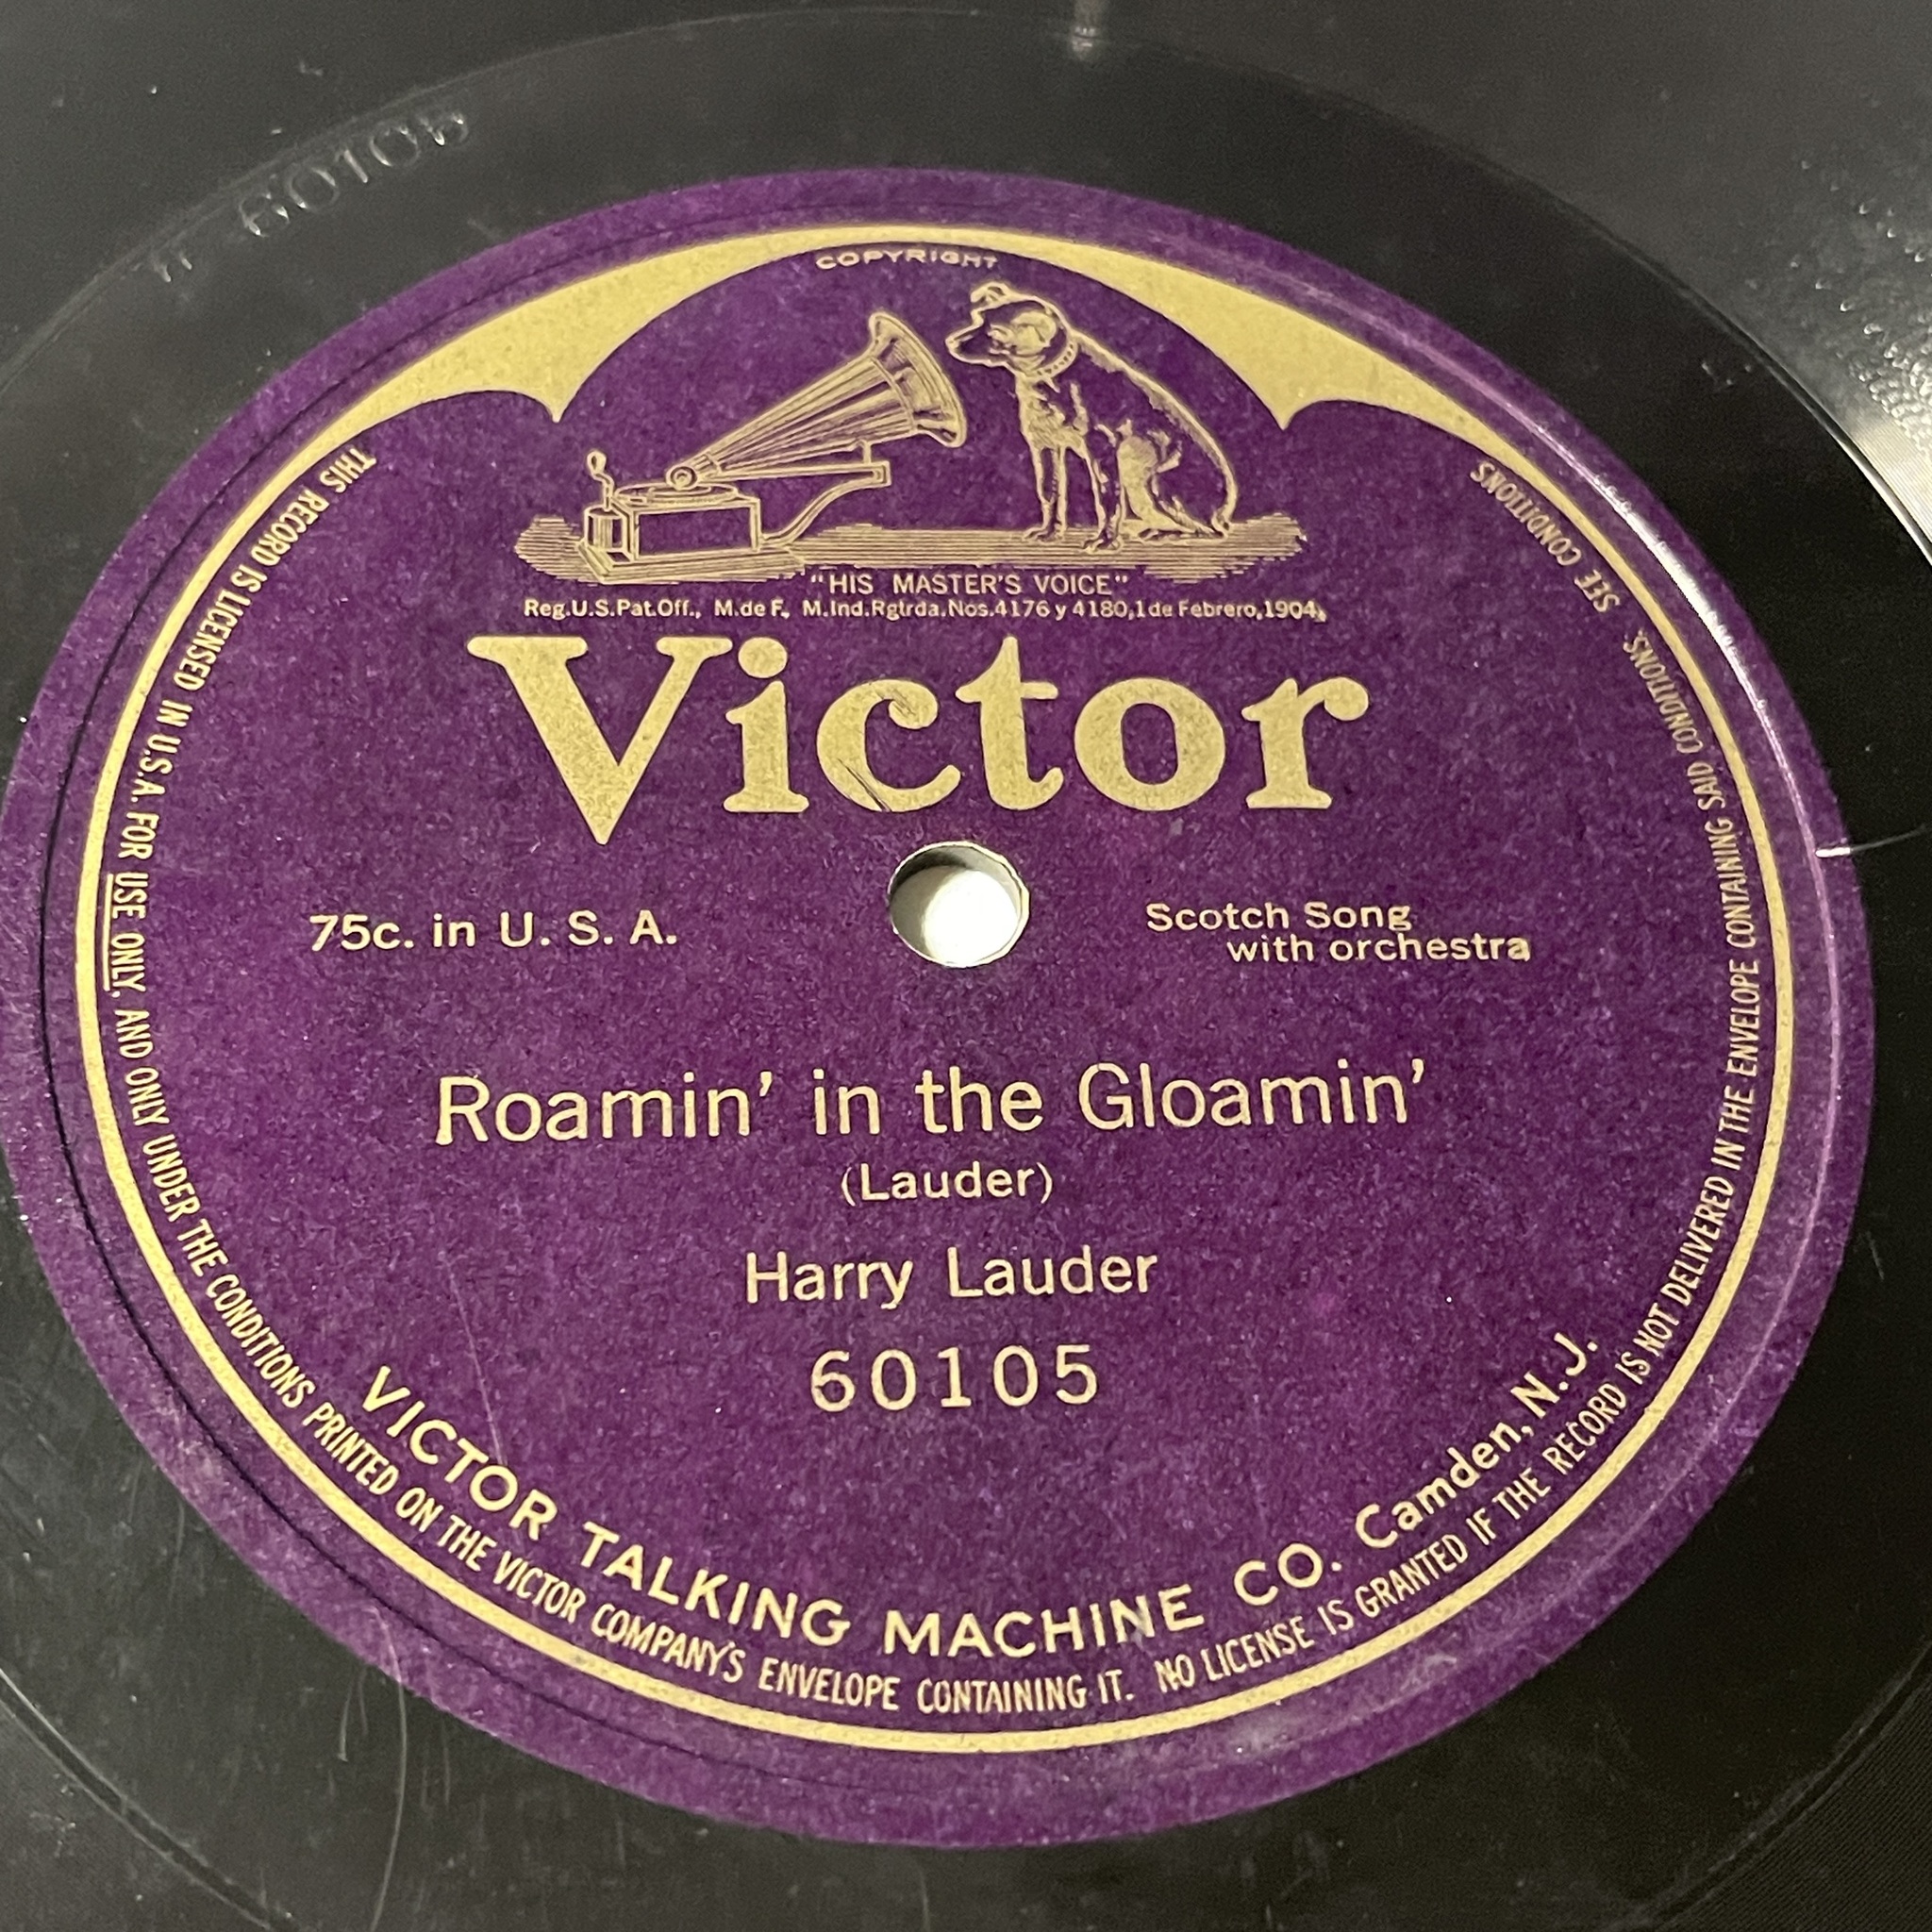 60105
COPYRIGHT
"HIS MASTER'S VOICE"
Reg.U.S.Pat.Off., M.de F., M.Ind.Rgtrda.Nos.4176 y 4180,1 de Febrero,1904,
Victor
75c. in U. S. A.
Scotch Song
with orchestra
Roamin' in the Gloamin'
(Lauder)
Harry Lauder
60105
VICTOR TALKING MACHINE CO. Camden, N. J.
THIS RECORD IS LICENSED IN U.S.A. FOR USE ONLY, AND ONLY UNDER THE CONDITIONS PRINTED ON THE VICTOR COMPANY'S ENVELOPE CONTAINING IT. NO LICENSE IS GRANTED IF THE RECORD IS NOT DELIVERED IN THE ENVELOPE CONTAINING SAID CONDITIONS. SEE CONDITIONS